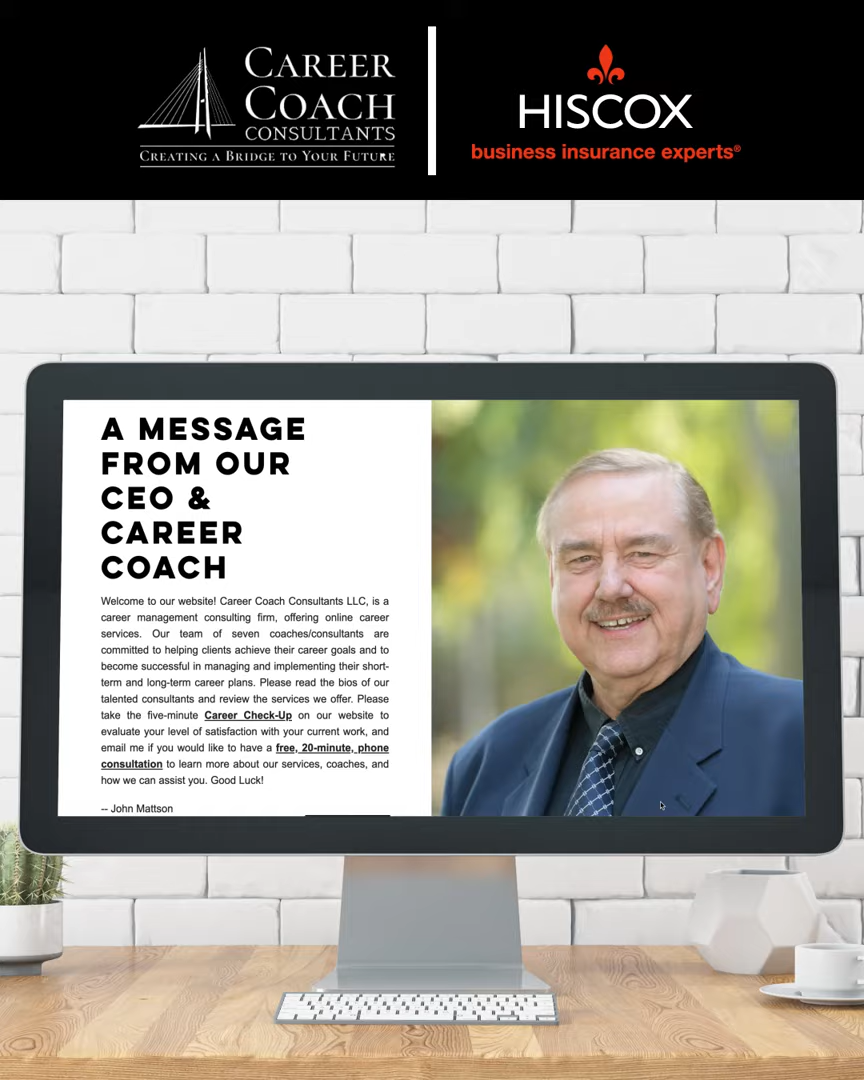 CAREER
COACH
CONSULTANTS
CREATING A BRIDGE TO YOUR FUTURE
HISCOX
business insurance experts®
A MESSAGE
FROM OUR
CEO &
CAREER
COACH
Welcome to our website! Career Coach Consultants LLC, is a
career management consulting firm, offering online career
services. Our team of seven coaches/consultants are
committed to helping clients achieve their career goals and to
become successful in managing and implementing their short-
term and long-term career plans. Please read the bios of our
talented consultants and review the services we offer. Please
take the five-minute Career Check-Up on our website to
evaluate your level of satisfaction with your current work, and
email me if you would like to have a free, 20-minute, phone
consultation to learn more about our services, coaches, and
how we can assist you. Good Luck!
-- John Mattson